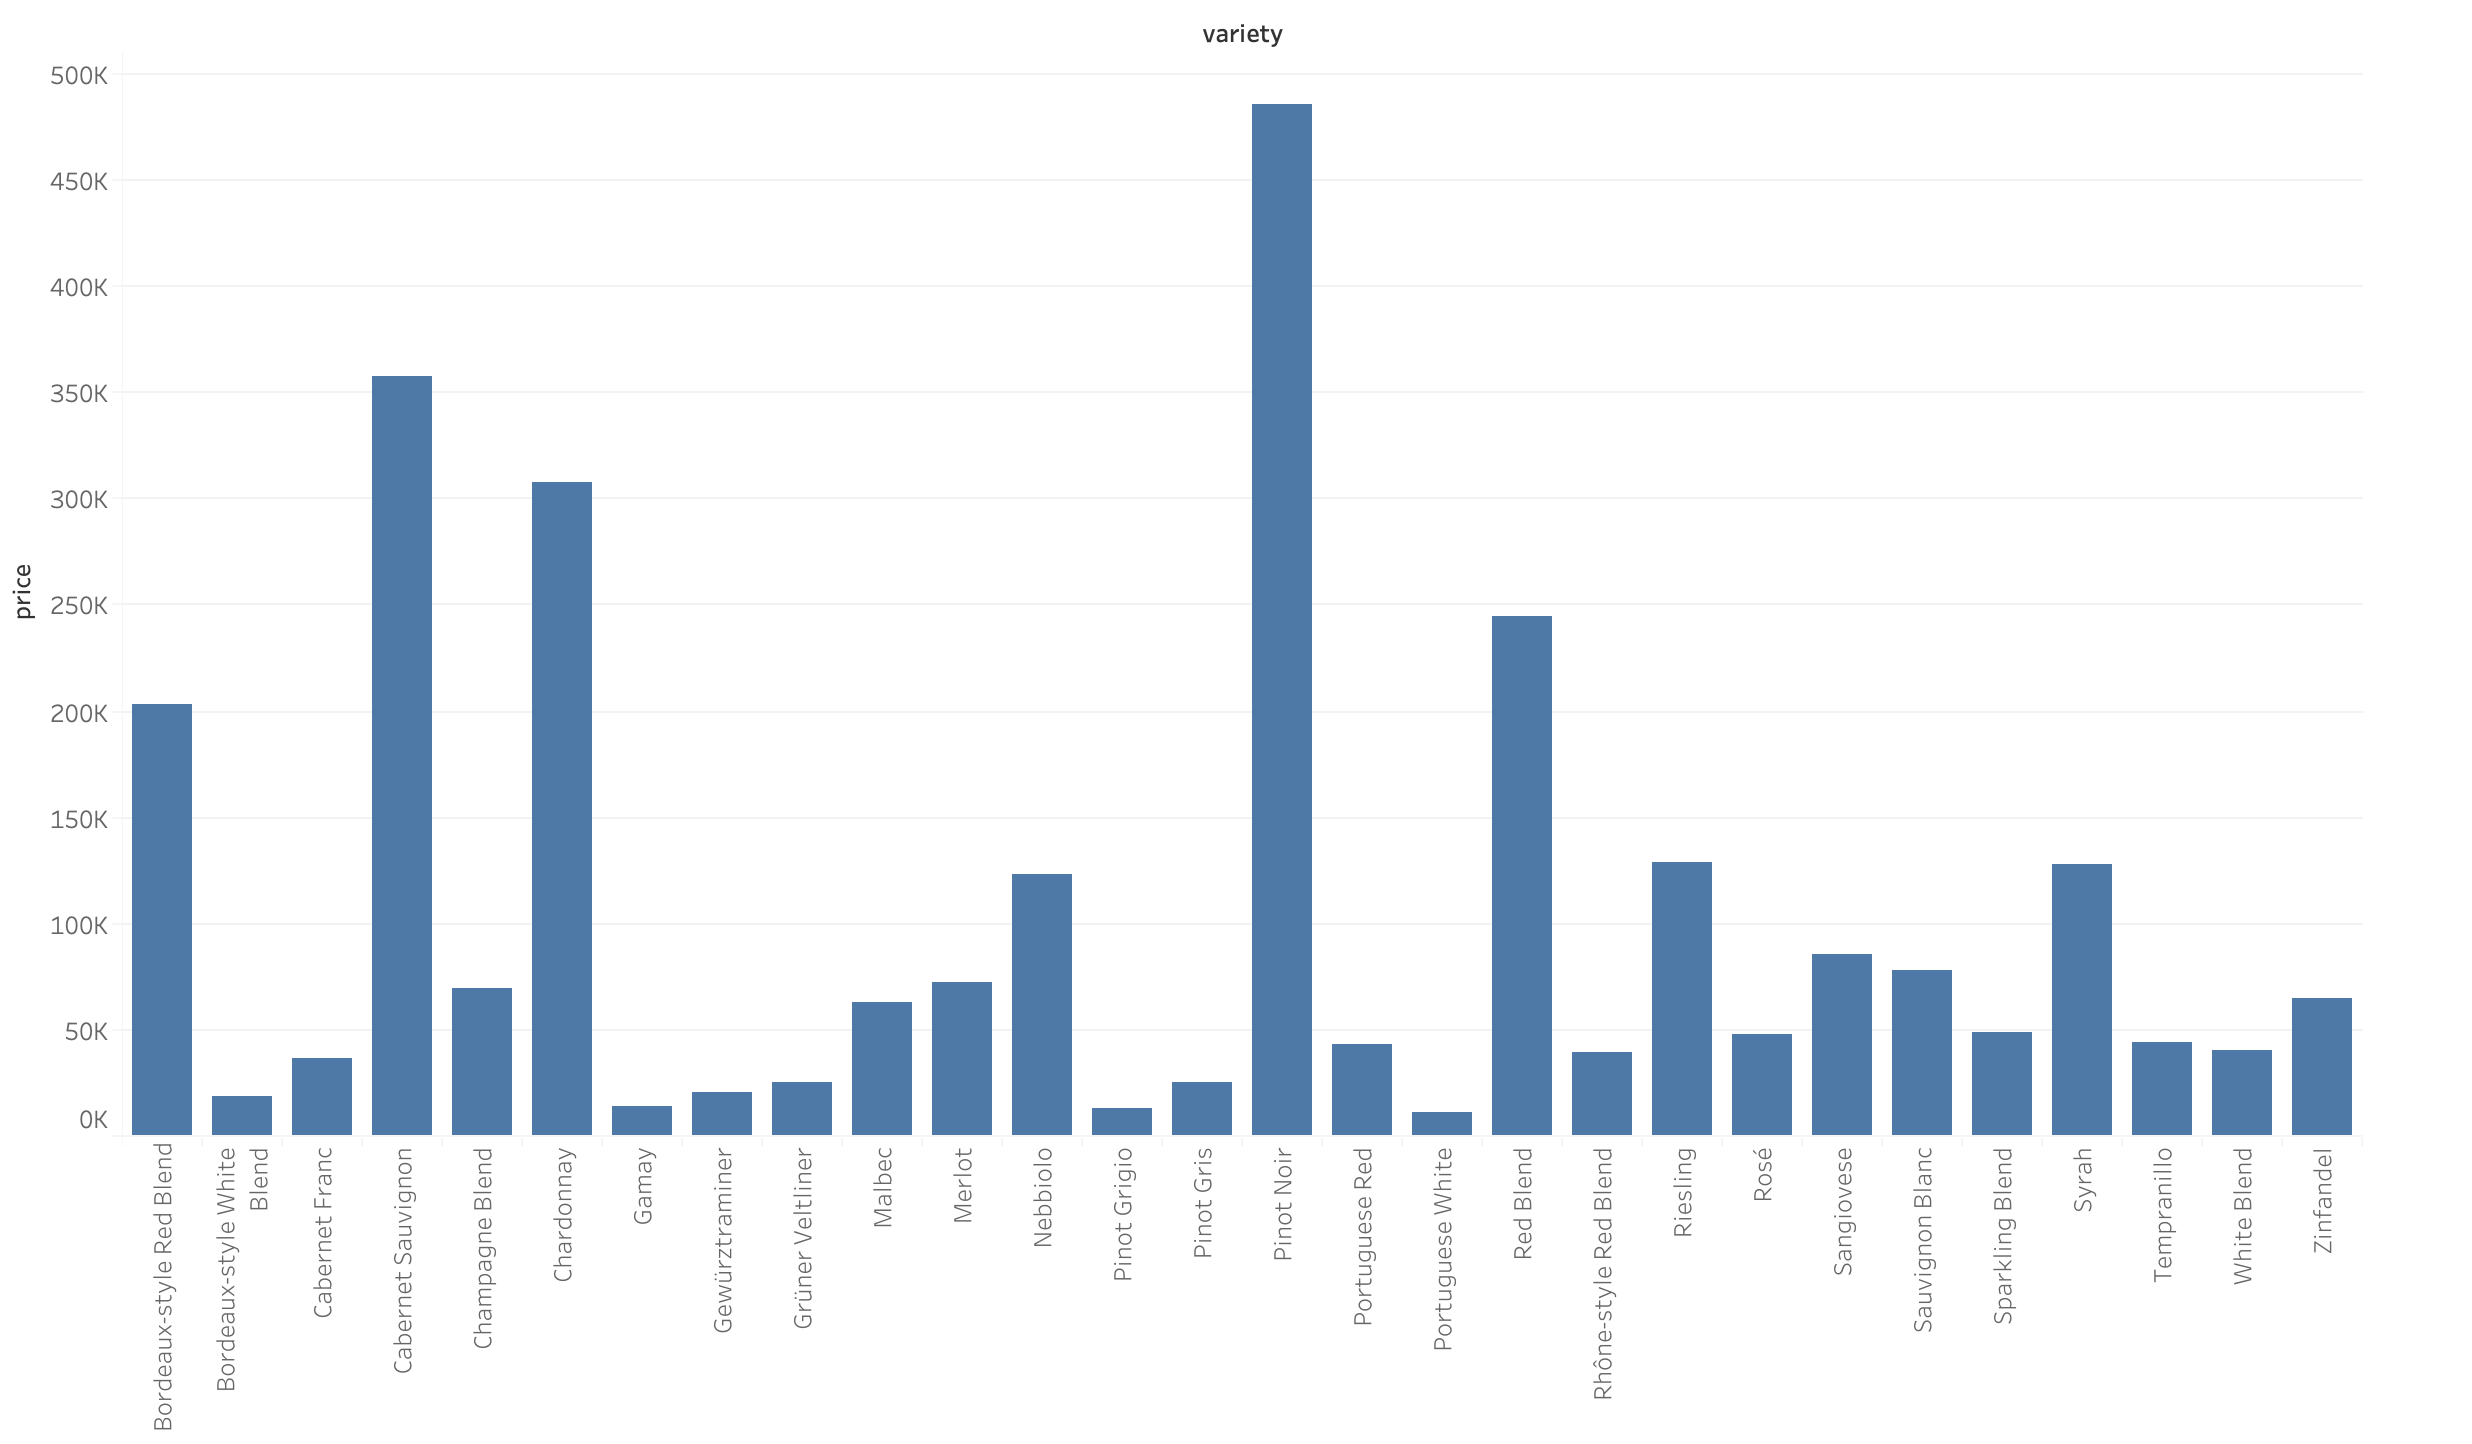 variety
500K
450K
400K
350K
300K
250K
200K
150K
100K
50K
0K
price
Bordeaux-style Red Blend
Bordeaux-style White
Blend
Cabernet Franc
Cabernet Sauvignon
Champagne Blend
Chardonnay
Gamay
Gewürztraminer
Grüner Veltliner
Malbec
Merlot
Nebbiolo
Pinot Grigio
Pinot Gris
Pinot Noir
Portuguese Red
Portuguese White
Red Blend
Rhône-style Red Blend
Riesling
Rosé
Sangiovese
Sauvignon Blanc
Sparkling Blend
Syrah
Tempranillo
White Blend
Zinfandel